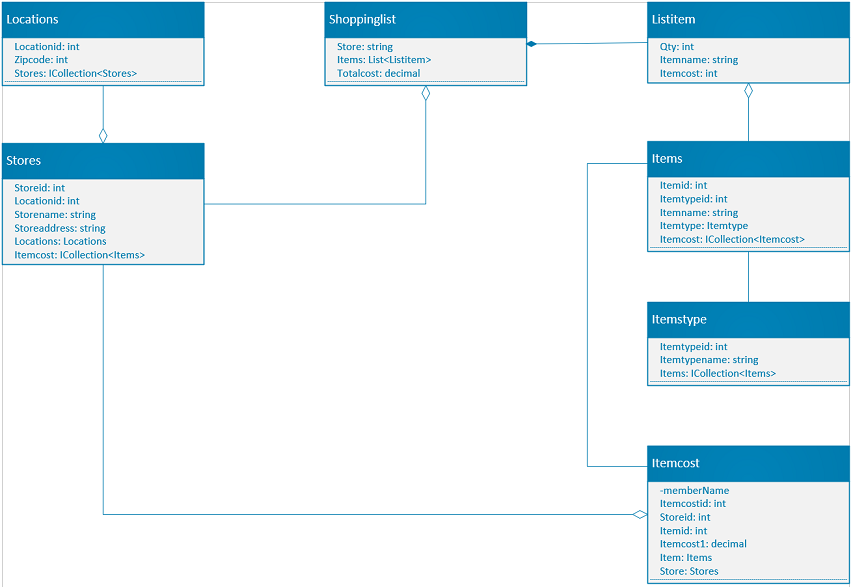 Locations
Locationid: int
Zipcode: int
Stores: ICollection<Stores>
Shoppinglist
Store: string
Items: List<Listitem>
Totalcost: decimal
Listitem
Qty: int
Itemname: string
Itemcost: int
Stores
Storeid: int
Locationid: int
Storename: string
Storeaddress: string
Locations: Locations
Itemcost: ICollection<Items>
Items
Itemid: int
Itemtypeid: int
Itemname: string
Itemtype: Itemtype
Itemcost: ICollection<Itemcost>
Itemstype
Itemtypeid: int
Itemtypename: string
Items: ICollection<Items>
Itemcost
-memberName
Itemcostid: int
Storeid: int
Itemid: int
Itemcost1: decimal
Item: Items
Store: Stores